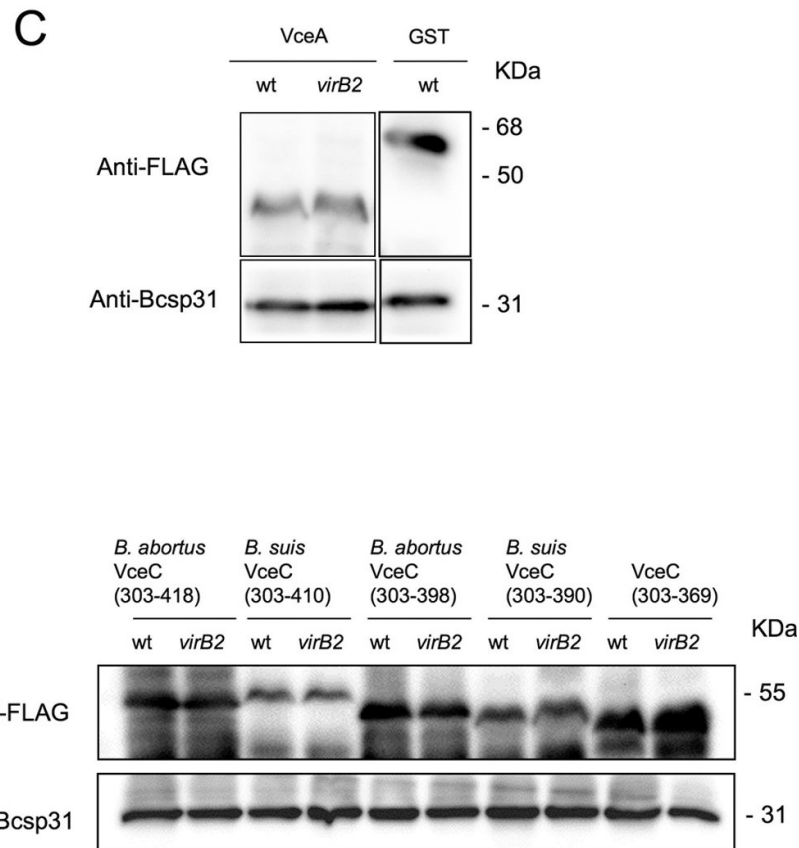 C
VceA GST
wt virB2 wt KDa
Anti-FLAG
- 68
- 50
Anti-Bcsp31 - 31
B. abortus B. suis B. abortus B. suis
VceC VceC VceC VceC VceC
(303-418) (303-410) (303-398) (303-390) (303-369)
wt virB2 wt virB2 wt virB2 wt virB2 wt virB2 KDa
-FLAG - 55
Bcsp31 - 31